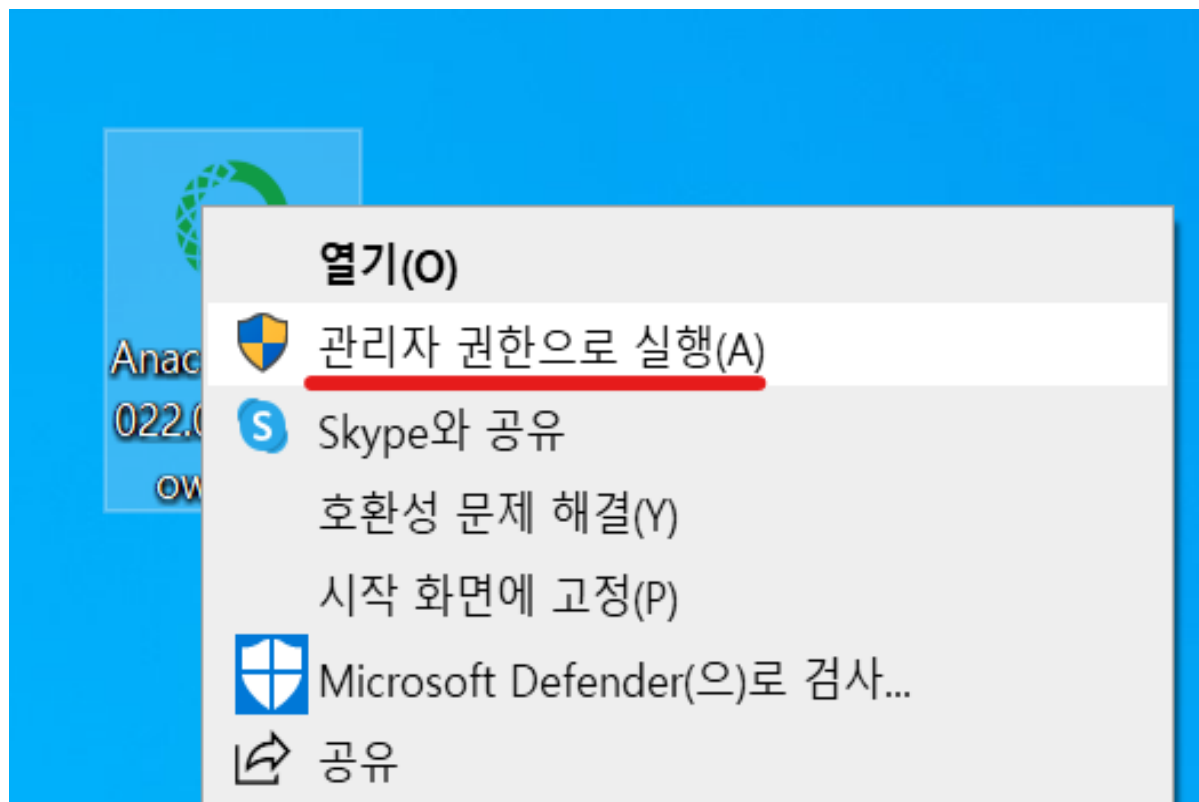 열기(O)
관리자 권한으로 실행(A)
Anac
022.0
Skype와 공유
ow
호환성 문제 해결(Y)
시작 화면에 고정(P)
Microsoft Defender(으)로 검사...
공유